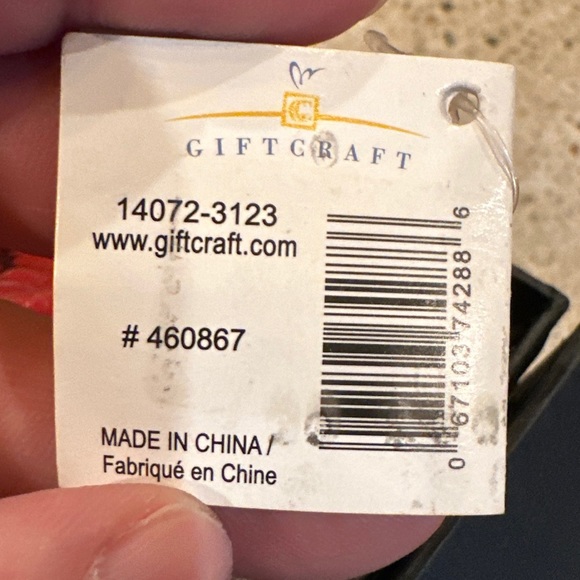 GIFTCRAFT
14072-3123
www.giftcraft.com
# 460867
MADE IN CHINA /
Fabriqué en Chine
0 67103 74288 6